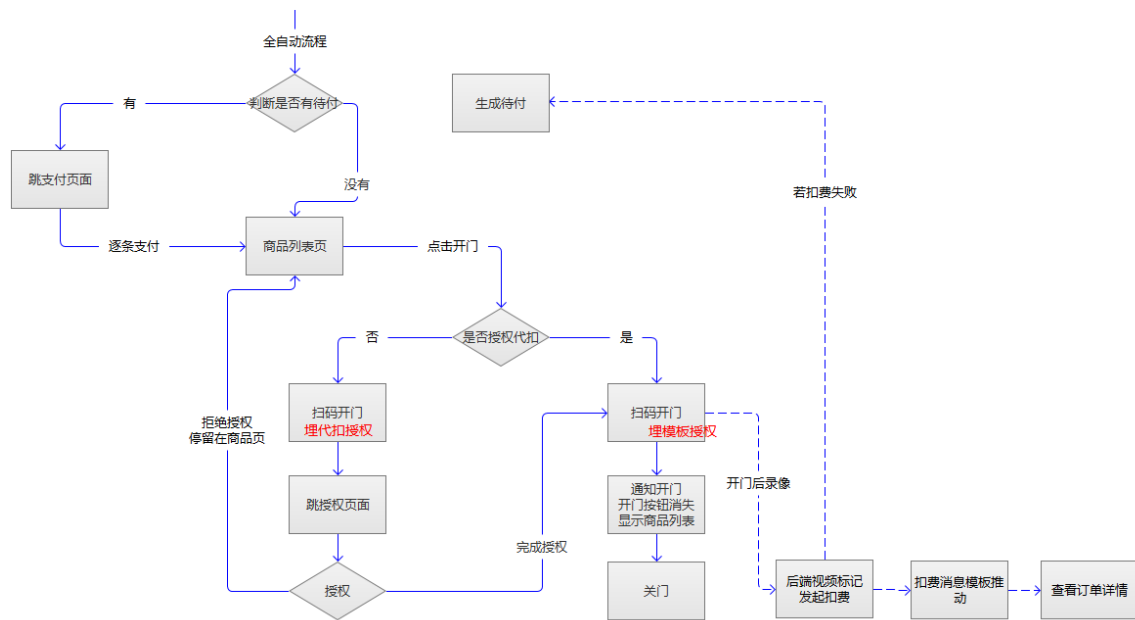 全自动流程
判断是否有待付
有
没有
生成待付
跳支付页面
若扣费失败
逐条支付
商品列表页
点击开门
否
是否授权代扣
是
扫码开门
埋代扣授权
扫码开门
埋模板授权
拒绝授权
停留在商品页
跳授权页面
通知开门
开门按钮消失
显示商品列表
开门后录像
完成授权
授权
关门
后端视频标记
发起扣费
扣费消息模板推
动
查看订单详情